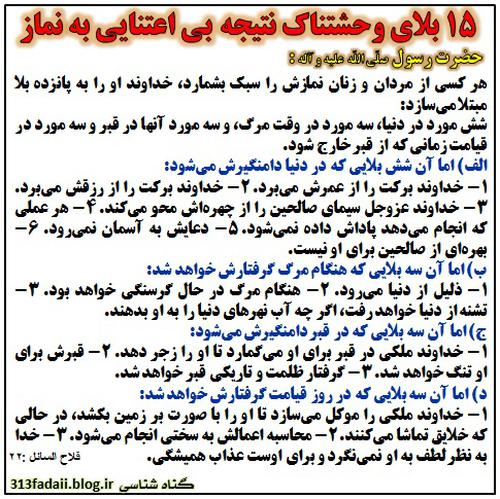 ۱۵ بلای وحشتناک نتیجه بی اعتنایی به نماز
حضرت رسول صلی الله علیه و آله :
هر کسی از مردان و زنان نمازش را سبک بشمارد، خداوند او را به پانزده بلا
مبتلا می‌سازد:
شش مورد در دنیا، سه مورد در وقت مرگ، و سه مورد آنها در قبر و سه مورد در
قیامت زمانی که از قبر خارج شود.
الف) اما آن شش بلایی که در دنیا دامنگیرش می‌شود:
۱- خداوند برکت را از عمرش می‌برد. ۲- خداوند برکت را از رزقش می‌برد.
۳- خداوند عزوجل سیمای صالحین را از چهره‌اش محو می‌کند. ۴- هر عملی
که انجام می‌دهد پاداش داده نمی‌شود. ۵- دعایش به آسمان نمی‌رود. ۶-
بهره‌ای از صالحین برای او نیست.
ب) اما آن سه بلایی که هنگام مرگ گرفتارش خواهد شد:
۱- ذلیل از دنیا می‌رود. ۲- هنگام مرگ در حال گرسنگی خواهد بود. ۳-
تشنه از دنیا خواهد رفت، اگر چه آب نهرهای دنیا را به او بدهند.
ج) اما آن سه بلایی که در قبر دامنگیرش می‌شود:
۱- خداوند ملکی در قبر برای او می‌گمارد تا او را زجر دهد. ۲- قبرش برای
او تنگ خواهد شد. ۳- گرفتار ظلمت و تاریکی قبر خواهد شد.
د) اما آن سه بلایی که در روز قیامت گرفتارش خواهد شد:
۱- خداوند ملکی را موکل می‌سازد تا او را با صورت بر زمین بکشد، در حالی
که خلایق تماشا می‌کنند. ۲- محاسبه اعمالش به سختی انجام می‌شود. ۳- خدا
به نظر لطف به او نمی‌نگرد و برای اوست عذاب همیشگی. فلاح السائل :۲۲
گناه شناسی 313fadaii.blog.ir